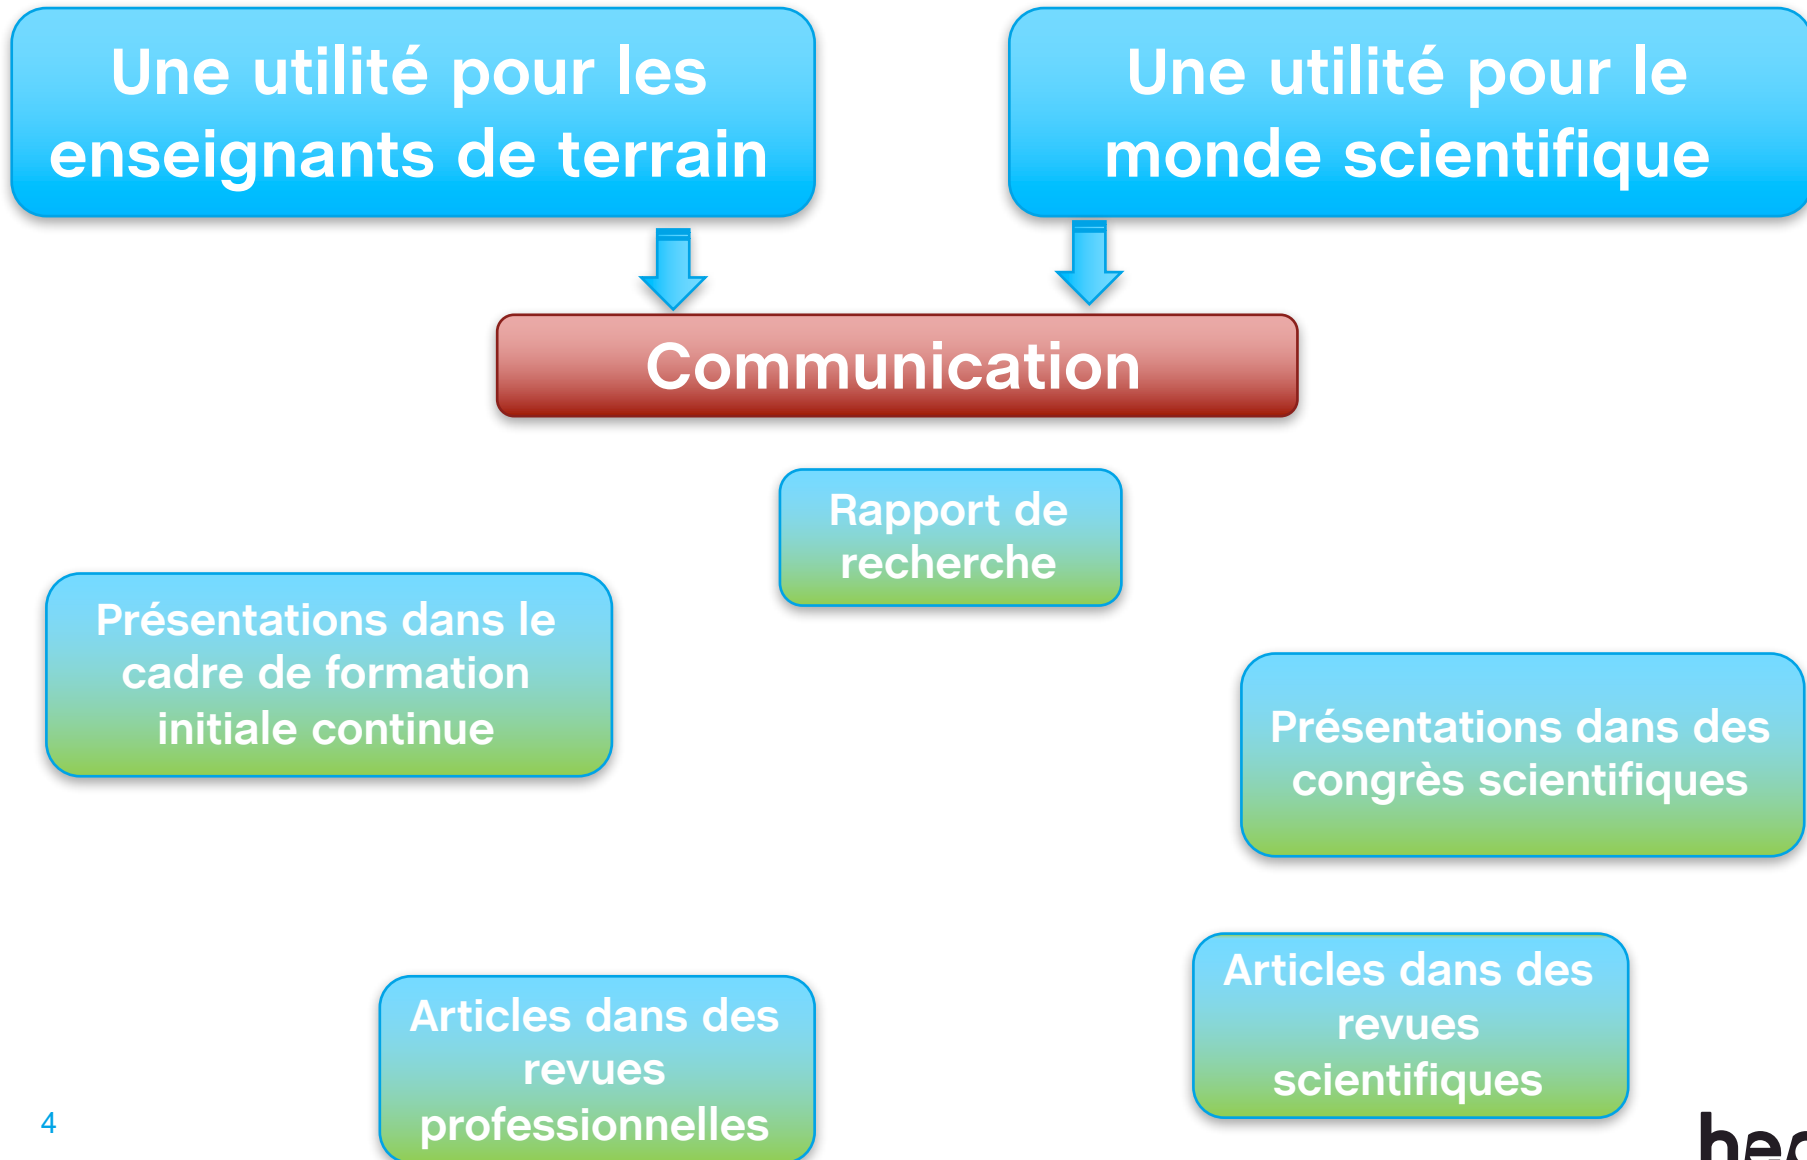 Une utilité pour les
enseignants de terrain
Une utilité pour le
monde scientifique
Communication
Rapport de
recherche
Présentations dans le
cadre de formation
initiale continue
Présentations dans des
congrès scientifiques
Articles dans des
revues
scientifiques
Articles dans des
revues
professionnelles
4